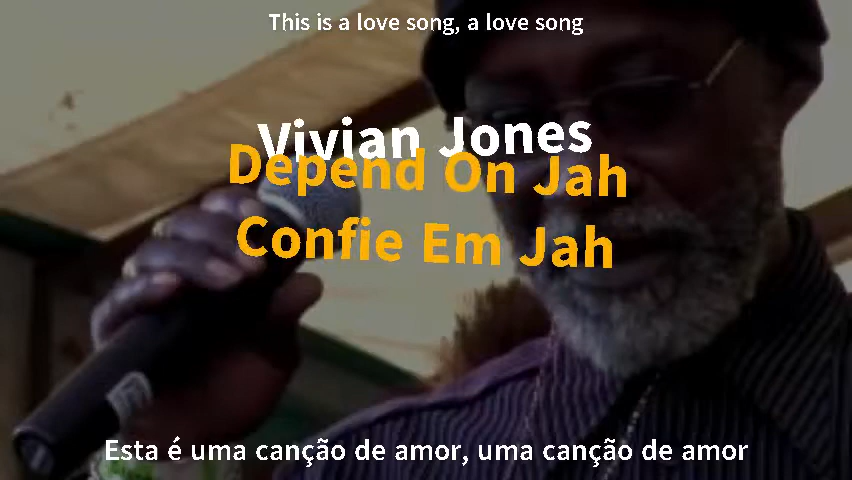 This is a love song, a love song
Vivian Jones
Depend On Jah
Confie Em Jah
Esta é uma canção de amor, uma canção de amor